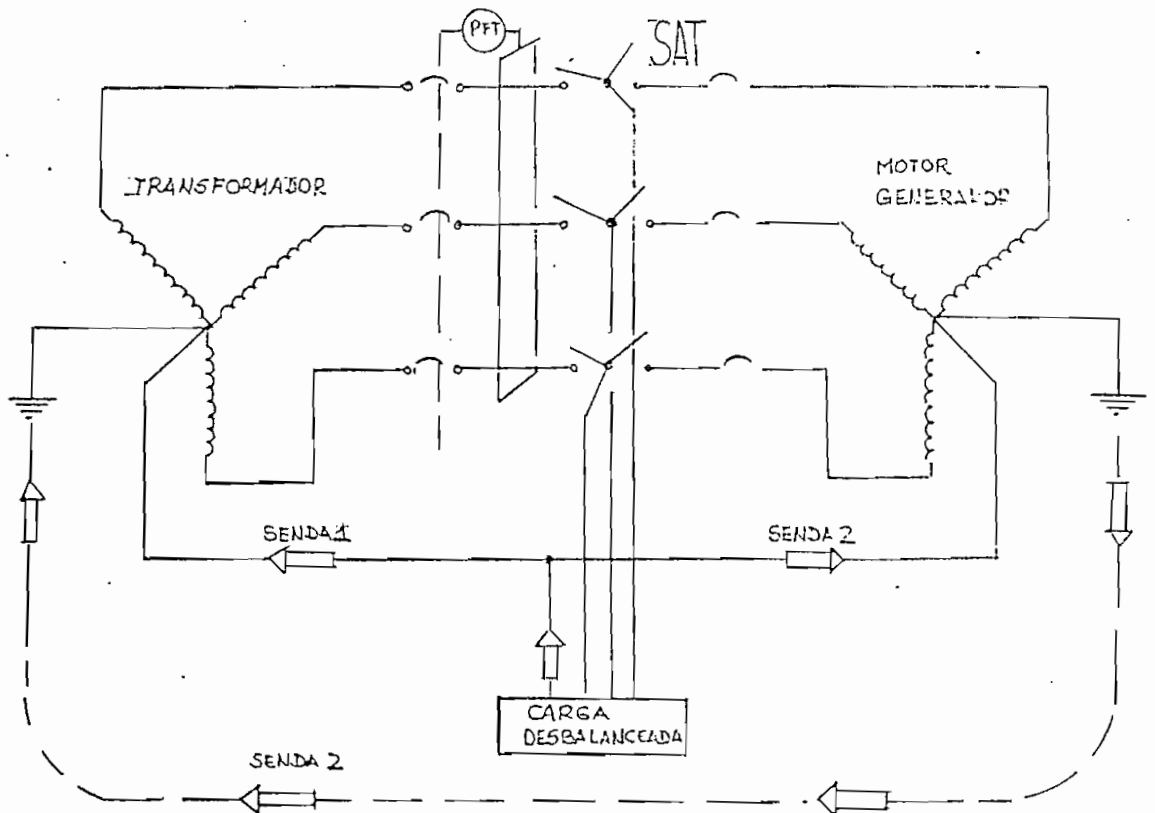 PFT
SAT
TRANSFORMADOR
MOTOR
GENERADOR
SENDA 1
SENDA 2
CARGA
DESBALANCEADA
SENDA 2